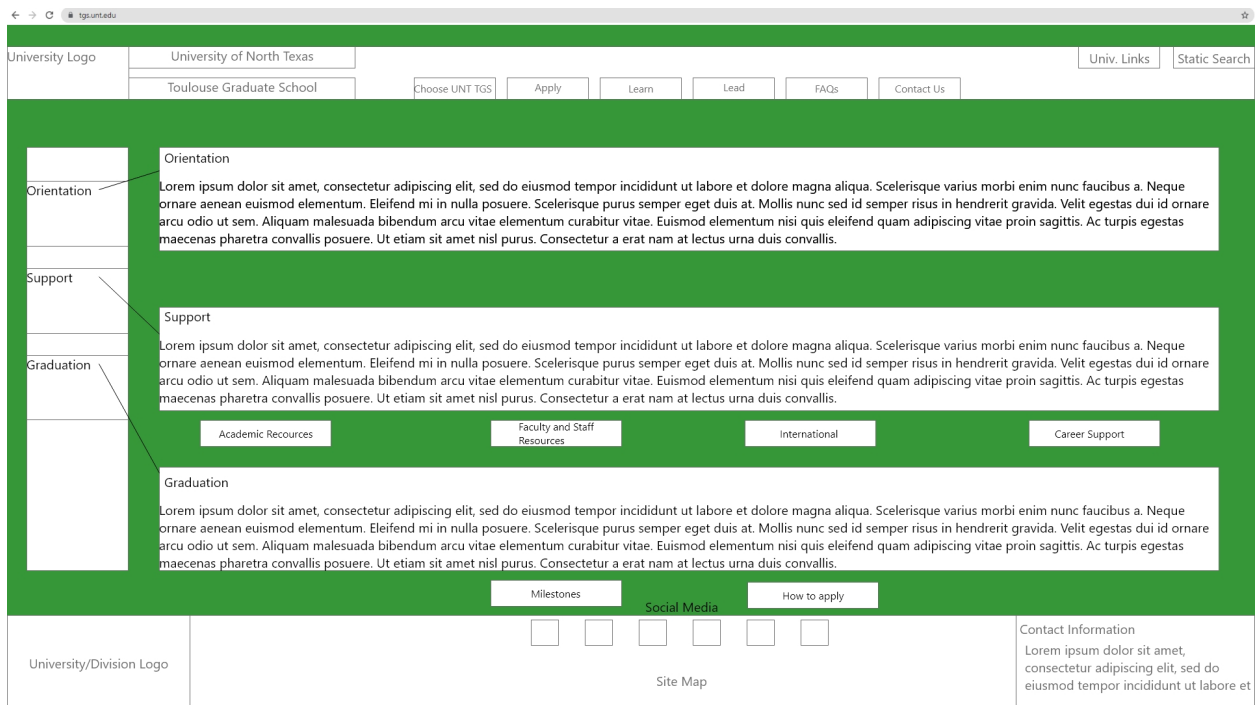 tgs.unt.edu
University Logo
University of North Texas
Univ. Links
Static Search
Toulouse Graduate School
Choose UNT TGS
Apply
Learn
Lead
FAQs
Contact Us
Orientation
Support
Graduation
Orientation
Lorem ipsum dolor sit amet, consectetur adipiscing elit, sed do eiusmod tempor incididunt ut labore et dolore magna aliqua. Scelerisque varius morbi enim nunc faucibus a. Neque
ornare aenean euismod elementum. Eleifend mi in nulla posuere. Scelerisque purus semper eget duis at. Mollis nunc sed id semper risus in hendrerit gravida. Velit egestas dui id ornare
arcu odio ut sem. Aliquam malesuada bibendum arcu vitae elementum curabitur vitae. Euismod elementum nisi quis eleifend quam adipiscing vitae proin sagittis. Ac turpis egestas
maecenas pharetra convallis posuere. Ut etiam sit amet nisl purus. Consectetur a erat nam at lectus urna duis convallis.
Support
Lorem ipsum dolor sit amet, consectetur adipiscing elit, sed do eiusmod tempor incididunt ut labore et dolore magna aliqua. Scelerisque varius morbi enim nunc faucibus a. Neque
ornare aenean euismod elementum. Eleifend mi in nulla posuere. Scelerisque purus semper eget duis at. Mollis nunc sed id semper risus in hendrerit gravida. Velit egestas dui id ornare
arcu odio ut sem. Aliquam malesuada bibendum arcu vitae elementum curabitur vitae. Euismod elementum nisi quis eleifend quam adipiscing vitae proin sagittis. Ac turpis egestas
maecenas pharetra convallis posuere. Ut etiam sit amet nisl purus. Consectetur a erat nam at lectus urna duis convallis.
Academic Recources
Faculty and Staff
Resources
International
Career Support
Graduation
Lorem ipsum dolor sit amet, consectetur adipiscing elit, sed do eiusmod tempor incididunt ut labore et dolore magna aliqua. Scelerisque varius morbi enim nunc faucibus a. Neque
ornare aenean euismod elementum. Eleifend mi in nulla posuere. Scelerisque purus semper eget duis at. Mollis nunc sed id semper risus in hendrerit gravida. Velit egestas dui id ornare
arcu odio ut sem. Aliquam malesuada bibendum arcu vitae elementum curabitur vitae. Euismod elementum nisi quis eleifend quam adipiscing vitae proin sagittis. Ac turpis egestas
maecenas pharetra convallis posuere. Ut etiam sit amet nisl purus. Consectetur a erat nam at lectus urna duis convallis.
Milestones
How to apply
Social Media
University/Division Logo
Site Map
Contact Information
Lorem ipsum dolor sit amet,
consectetur adipiscing elit, sed do
eiusmod tempor incididunt ut labore et